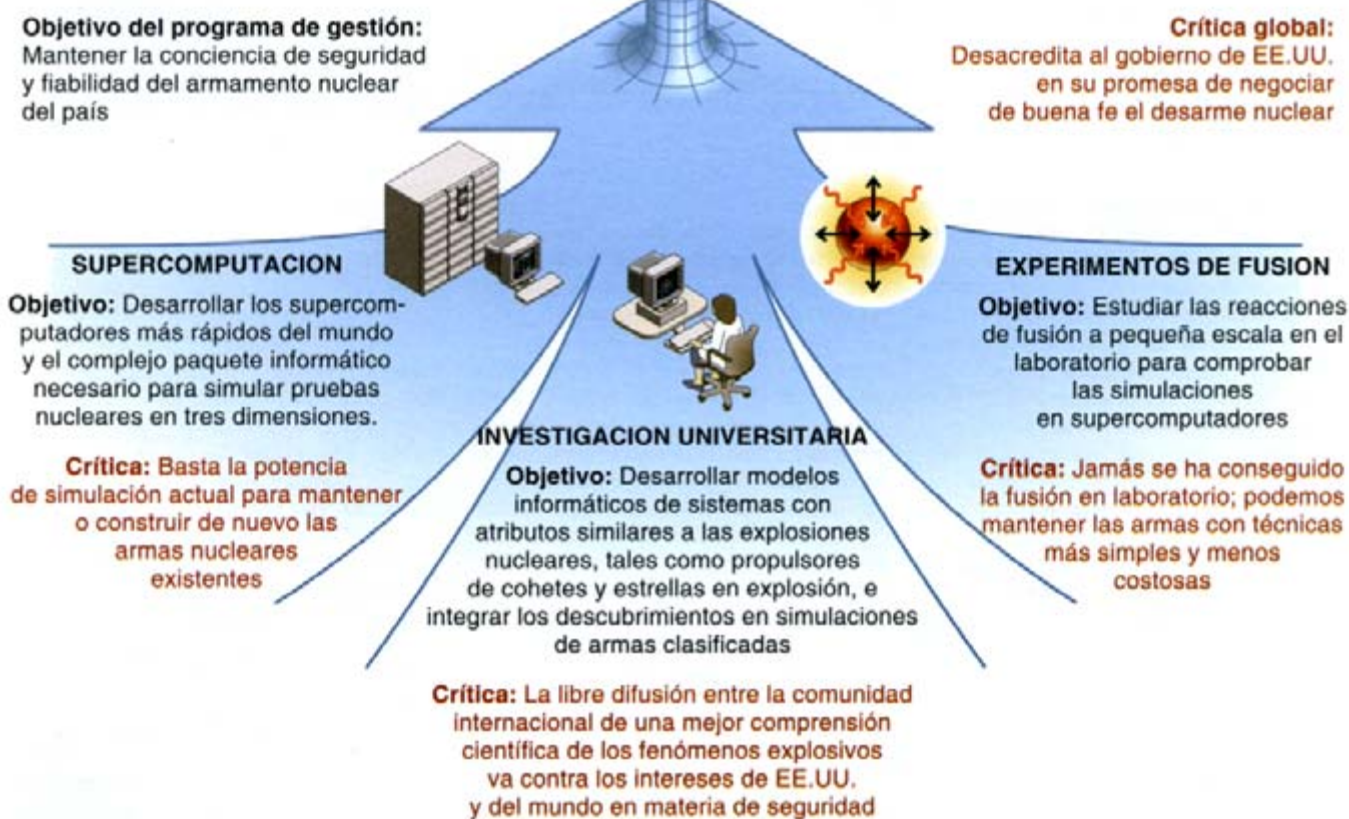 Objetivo del programa de gestión:
Mantener la conciencia de seguridad
y fiabilidad del armamento nuclear
del país
Crítica global:
Desacredita al gobierno de EE.UU.
en su promesa de negociar
de buena fe el desarme nuclear
SUPERCOMPUTACION
Objetivo: Desarrollar los supercom-
putadores más rápidos del mundo
y el complejo paquete informático
necesario para simular pruebas
nucleares en tres dimensiones.
Crítica: Basta la potencia
de simulación actual para mantener
o construir de nuevo las
armas nucleares
existentes
INVESTIGACION UNIVERSITARIA
Objetivo: Desarrollar modelos
informáticos de sistemas con
atributos similares a las explosiones
nucleares, tales como propulsores
de cohetes y estrellas en explosión, e
integrar los descubrimientos en simulaciones
de armas clasificadas
Crítica: La libre difusión entre la comunidad
internacional de una mejor comprensión
científica de los fenómenos explosivos
va contra los intereses de EE.UU.
y del mundo en materia de seguridad
EXPERIMENTOS DE FUSION
Objetivo: Estudiar las reacciones
de fusión a pequeña escala en el
laboratorio para comprobar
las simulaciones
en supercomputadores
Crítica: Jamás se ha conseguido
la fusión en laboratorio; podemos
mantener las armas con técnicas
más simples y menos
costosas